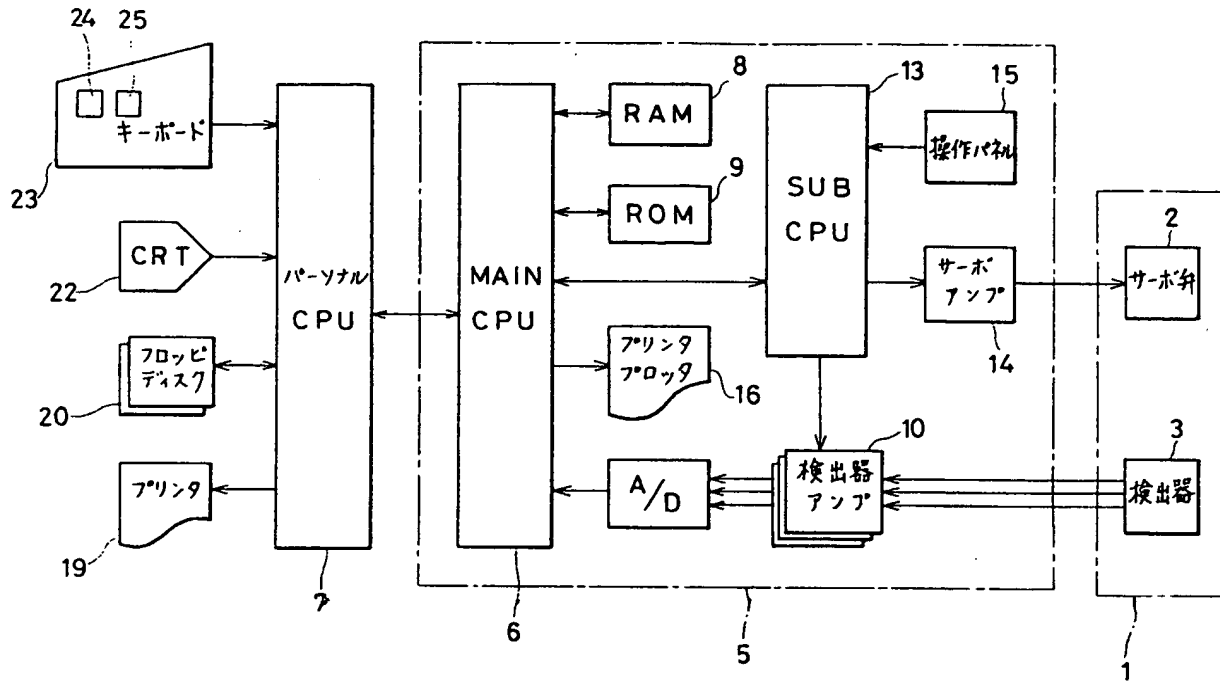 24
25
キーボード
23
CRT
22
フロッピ
ディスク
20
プリンタ
19
パーソナル
CPU
7
MAIN
CPU
6
RAM
8
ROM
9
プリンタ
プロッタ
16
A/D
SUB
CPU
13
操作パネル
15
サーボ
アンプ
14
検出器
アンプ
10
5
サーボ弁
2
検出器
3
1